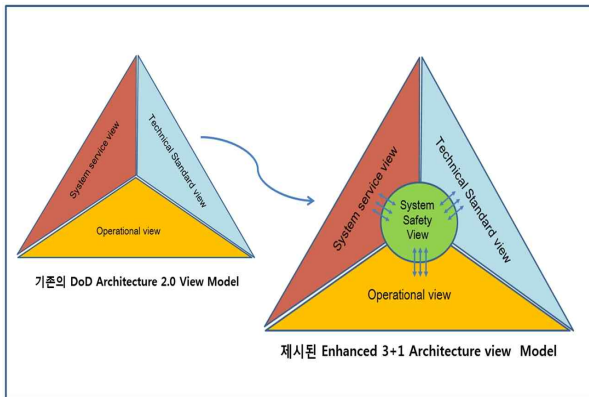 System service view
Technical Standard view
Operational view
기존의 DoD Architecture 2.0 View Model
System service view
Technical Standard view
System
Safety
View
Operational view
제시된 Enhanced 3+1 Architecture view Model